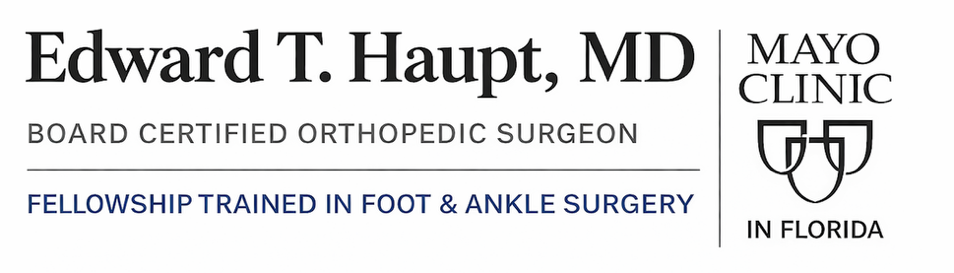 Edward T. Haupt, MD
BOARD CERTIFIED ORTHOPEDIC SURGEON
FELLOWSHIP TRAINED IN FOOT & ANKLE SURGERY
MAYO
CLINIC
IN FLORIDA